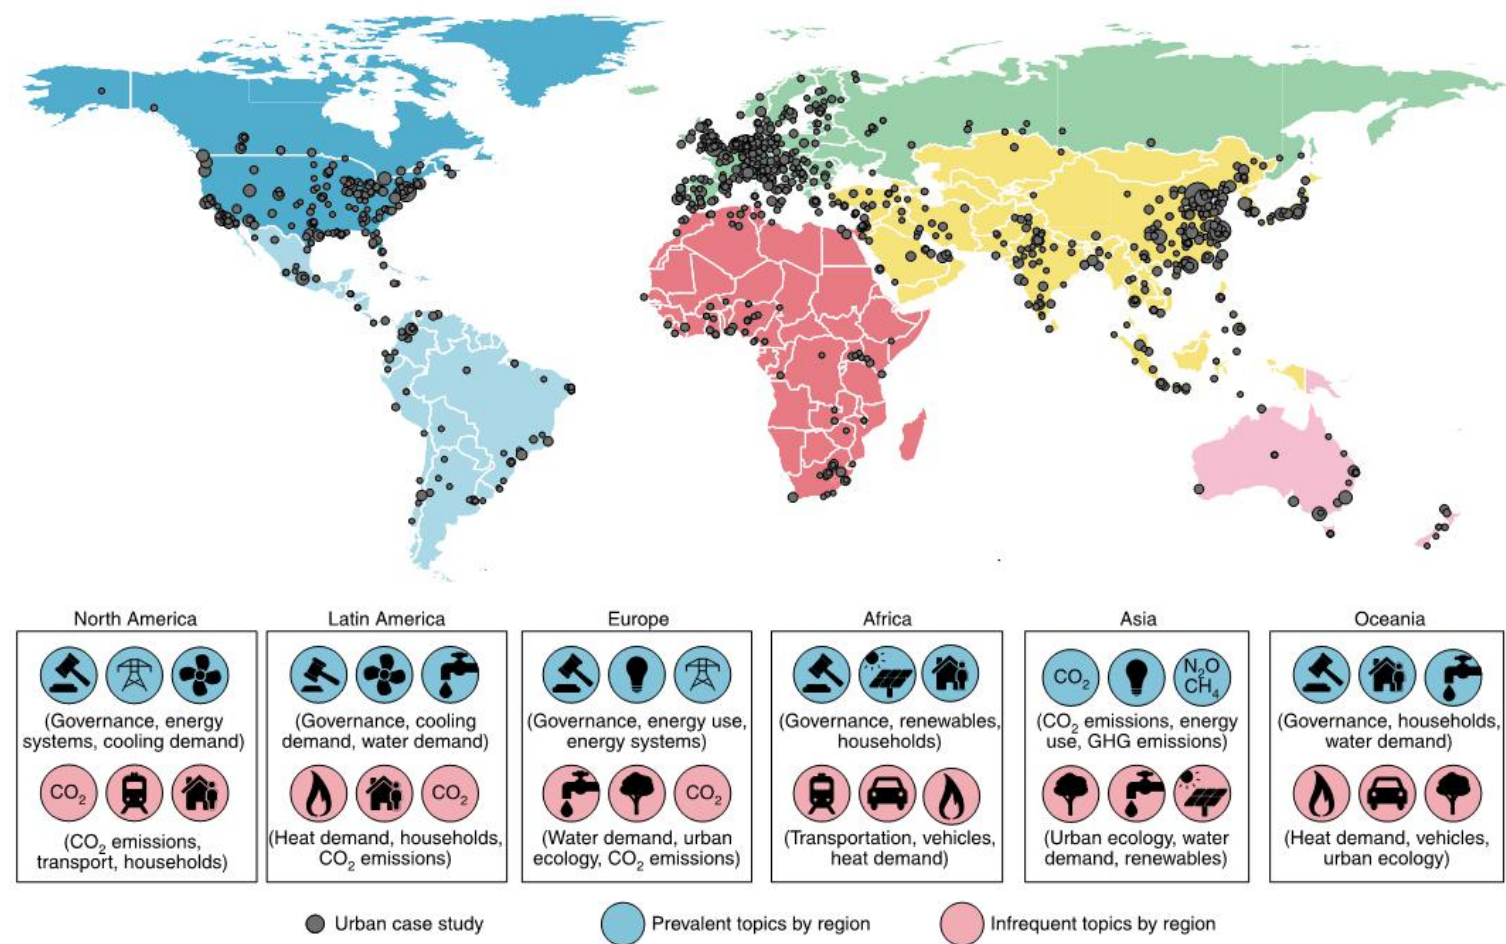 North America
Latin America
Europe
Africa
Asia
Oceania
(Governance, energy
systems, cooling demand)
CO₂
(CO₂ emissions,
transport, households)
(Governance, cooling
demand, water demand)
CO₂
(Heat demand, households,
CO₂ emissions)
(Governance, energy use,
energy systems)
CO₂
(Water demand, urban
ecology, CO₂ emissions)
(Governance, renewables,
households)
(Transportation, vehicles,
heat demand)
CO₂
N₂O
CH₄
(CO₂ emissions, energy
use, GHG emissions)
(Urban ecology, water
demand, renewables)
(Governance, households,
water demand)
(Heat demand, vehicles,
urban ecology)
Urban case study
Prevalent topics by region
Infrequent topics by region